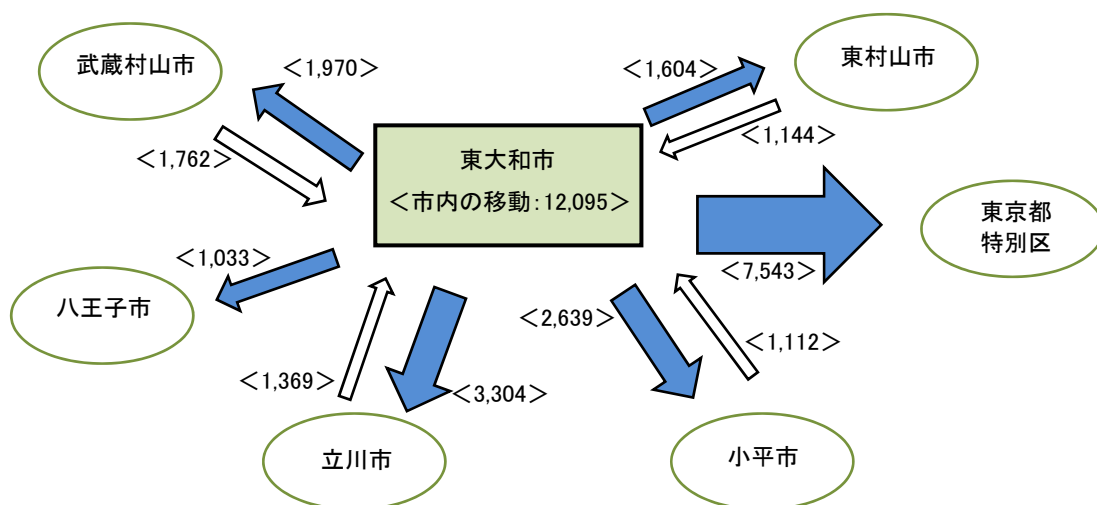 武蔵村山市
＜1,970＞
＜1,604＞
東村山市
＜1,762＞
＜1,144＞
東大和市
＜市内の移動：12,095＞
東京都
特別区
＜7,543＞
＜1,033＞
八王子市
＜2,639＞
＜1,112＞
＜1,369＞
＜3,304＞
立川市
小平市